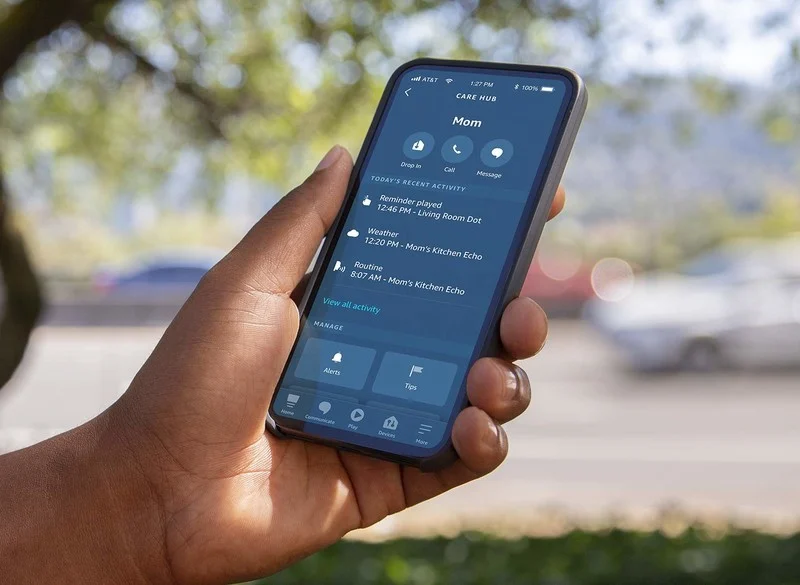 AT&T 1:27 PM 100%
CARE HUB
Mom
Drop In Call Message
TODAY'S RECENT ACTIVITY
Reminder played
12:46 PM - Living Room Dot
Weather
12:20 PM - Mom's Kitchen Echo
Routine
8:07 AM - Mom's Kitchen Echo
View all activity
MANAGE
Alerts Tips
Home Communicate Play Devices More